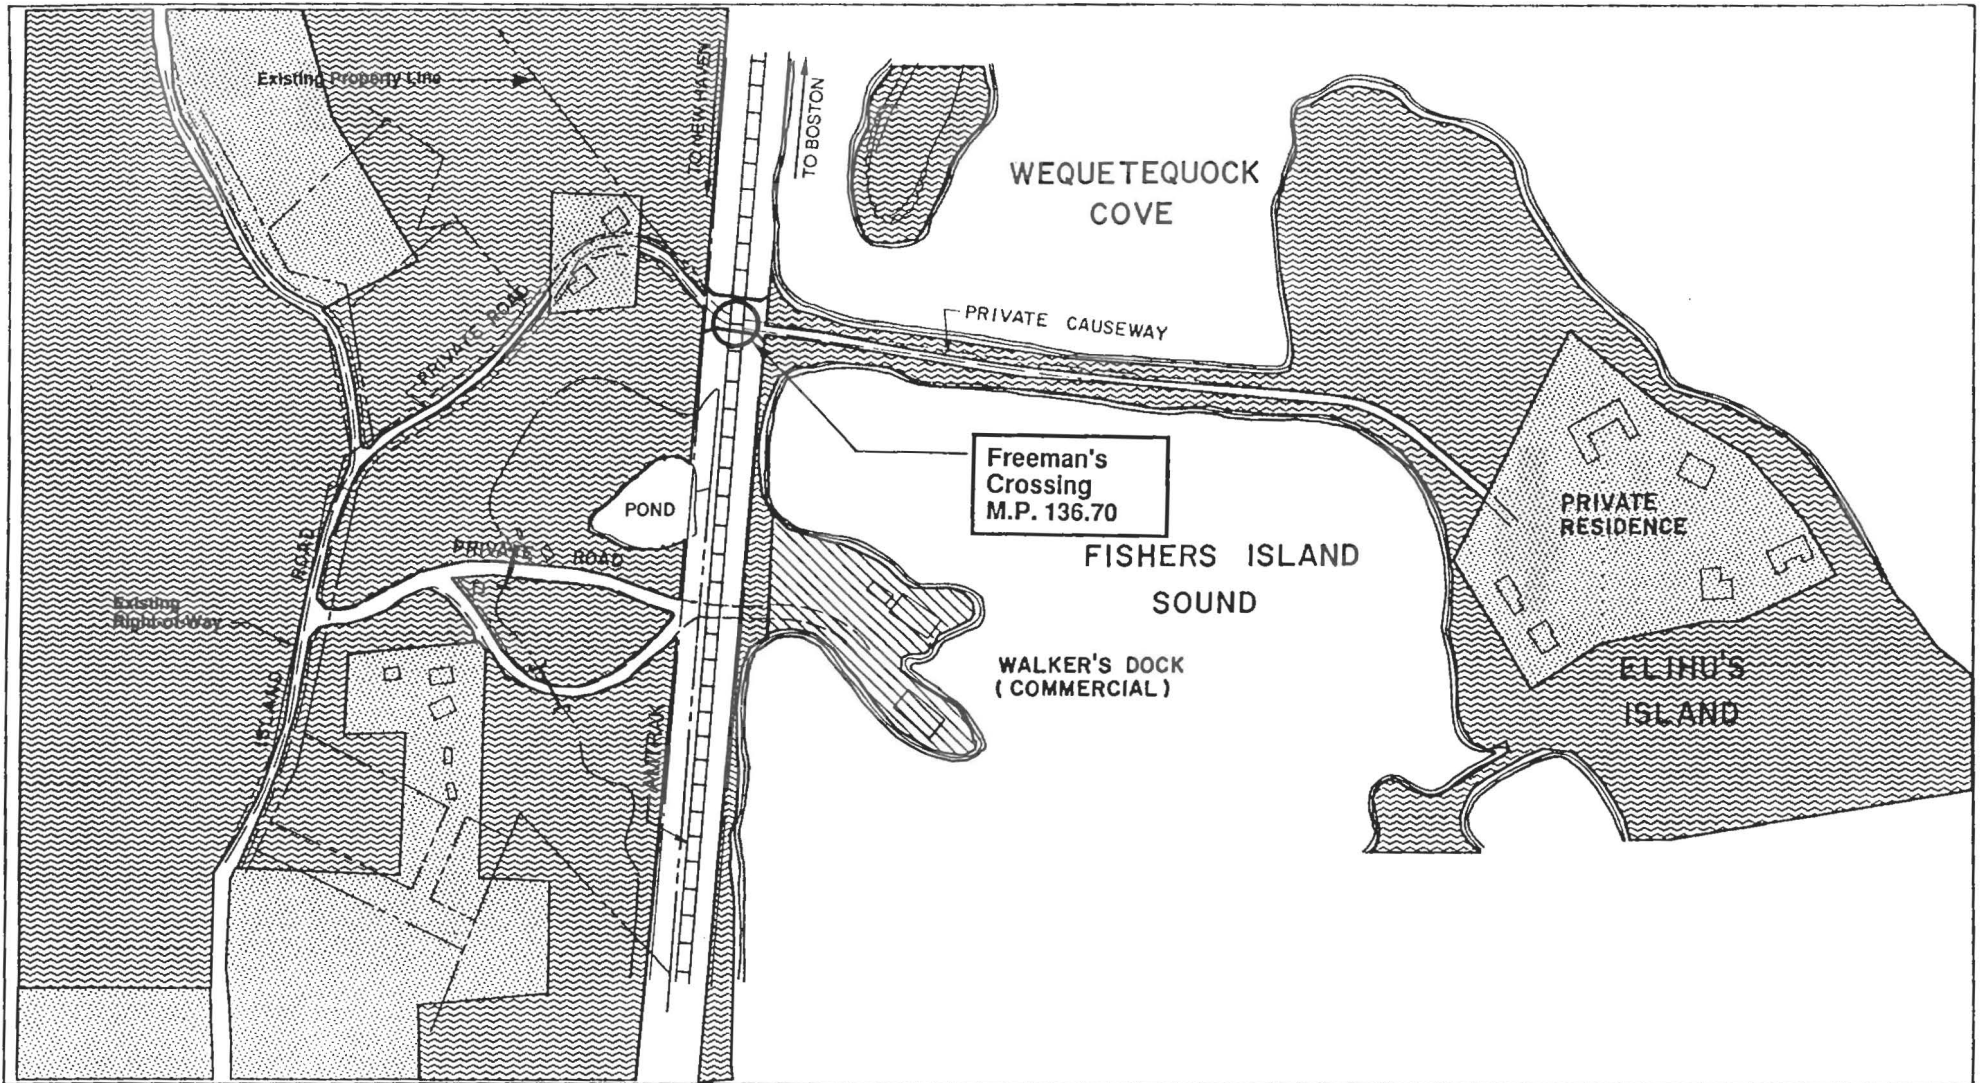 Existing Property Line
TO NEW HAVEN
TO BOSTON
WEQUETEQUOCK
COVE
PRIVATE ROAD
PRIVATE CAUSEWAY
Freeman's
Crossing
M.P. 136.70
POND
PRIVATE ROAD
FISHERS ISLAND
SOUND
PRIVATE
RESIDENCE
Existing
Right-of-Way
ISLAND ROAD
WALKER'S DOCK
(COMMERCIAL)
AMTRAK
ELIHU'S
ISLAND